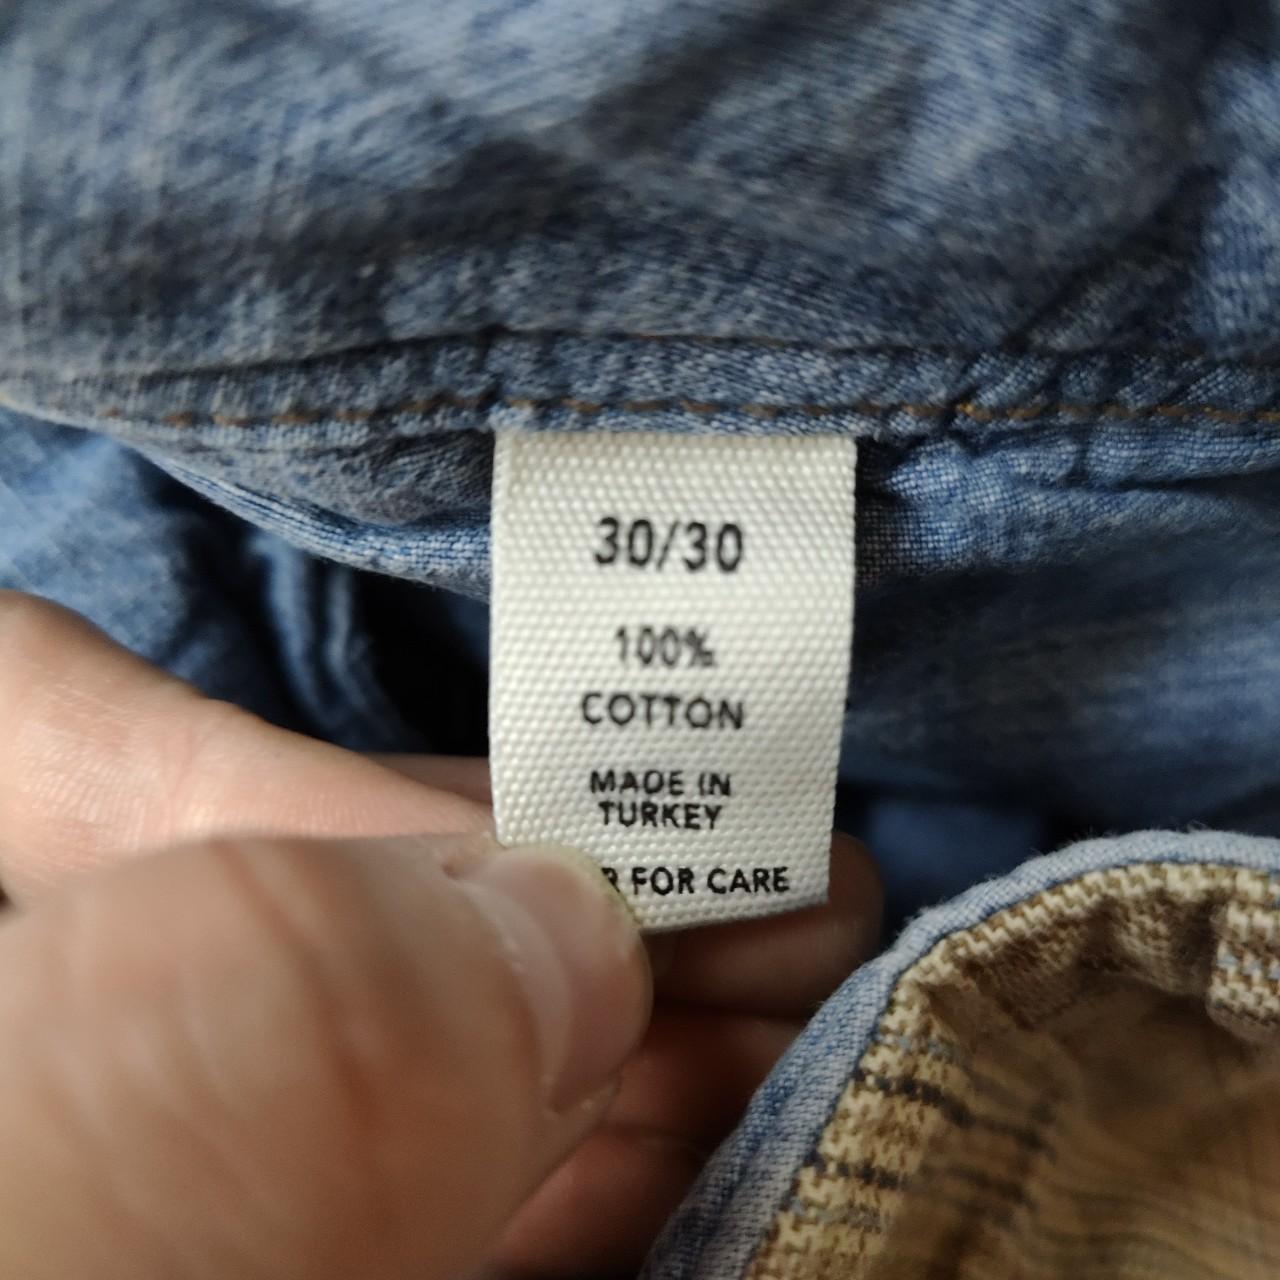 30/30
100%
COTTON
MADE IN
TURKEY
FOR CARE